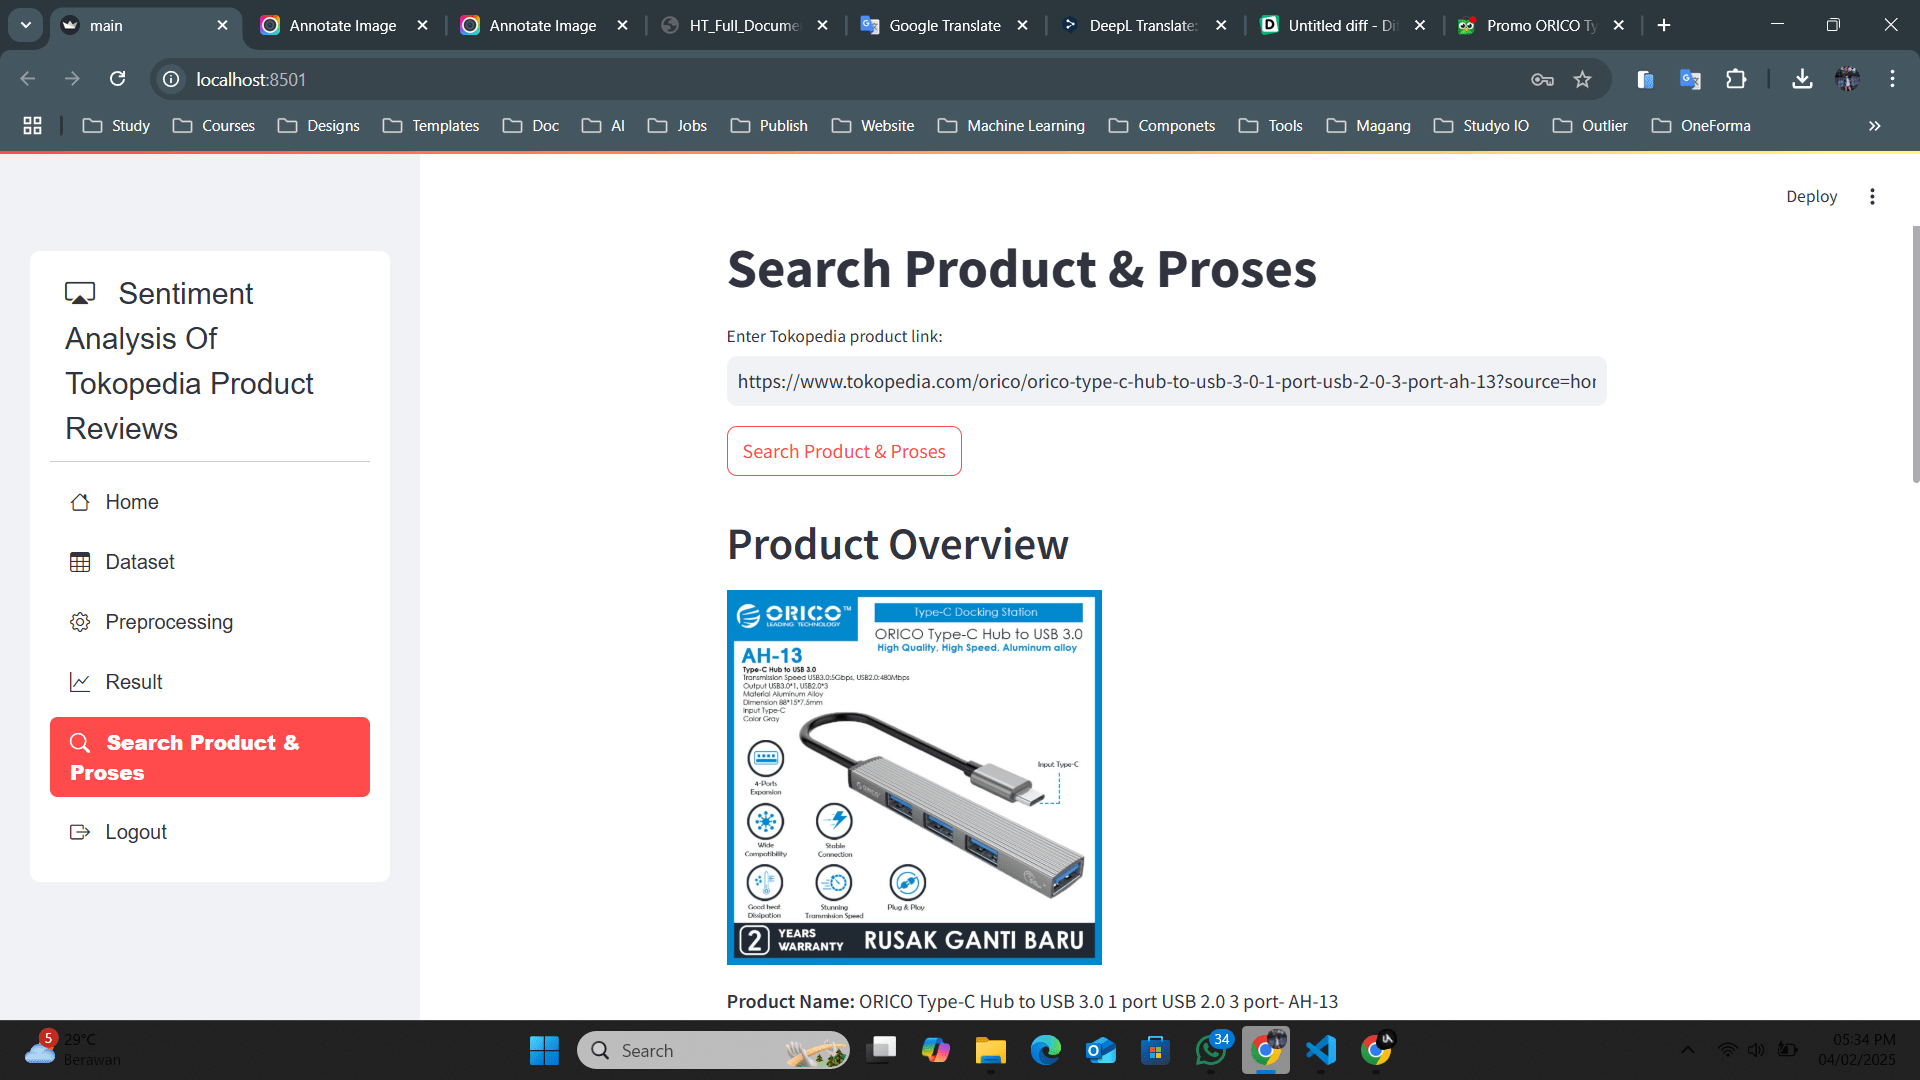 main
Annotate Image
Annotate Image
HT_Full_Docume
Google Translate
DeepL Translate:
Untitled diff - Di
Promo ORICO Ty
localhost:8501
Study
Courses
Designs
Templates
Doc
AI
Jobs
Publish
Website
Machine Learning
Componets
Tools
Magang
Studyo IO
Outlier
OneForma
Deploy
Sentiment
Analysis Of
Tokopedia Product
Reviews
Home
Dataset
Preprocessing
Result
Search Product &
Proses
Logout
Search Product & Proses
Enter Tokopedia product link:
https://www.tokopedia.com/orico/orico-type-c-hub-to-usb-3-0-1-port-usb-2-0-3-port-ah-13?source=hor
Search Product & Proses
Product Overview
ORICO™
LEADING TECHNOLOGY
Type-C Docking Station
ORICO Type-C Hub to USB 3.0
High Quality, High Speed, Aluminum alloy
AH-13
Type-C Hub to USB 3.0
Transmission Speed USB3.0:5Gbps, USB2.0:480Mbps
Output USB3.0*1, USB2.0*3
Material Aluminum Alloy
Dimension 88*15*7.5mm
Input Type-C
Color Gray
Input Type-C
4-Ports
Expansion
Wide
Compatibility
Stable
Connection
Good heat
Dissipation
Stunning
Transmission Speed
Plug & Play
2 YEARS
WARRANTY
RUSAK GANTI BARU
Product Name: ORICO Type-C Hub to USB 3.0 1 port USB 2.0 3 port- AH-13
5
29°C
Berawan
Search
34
05:34 PM
04/02/2025